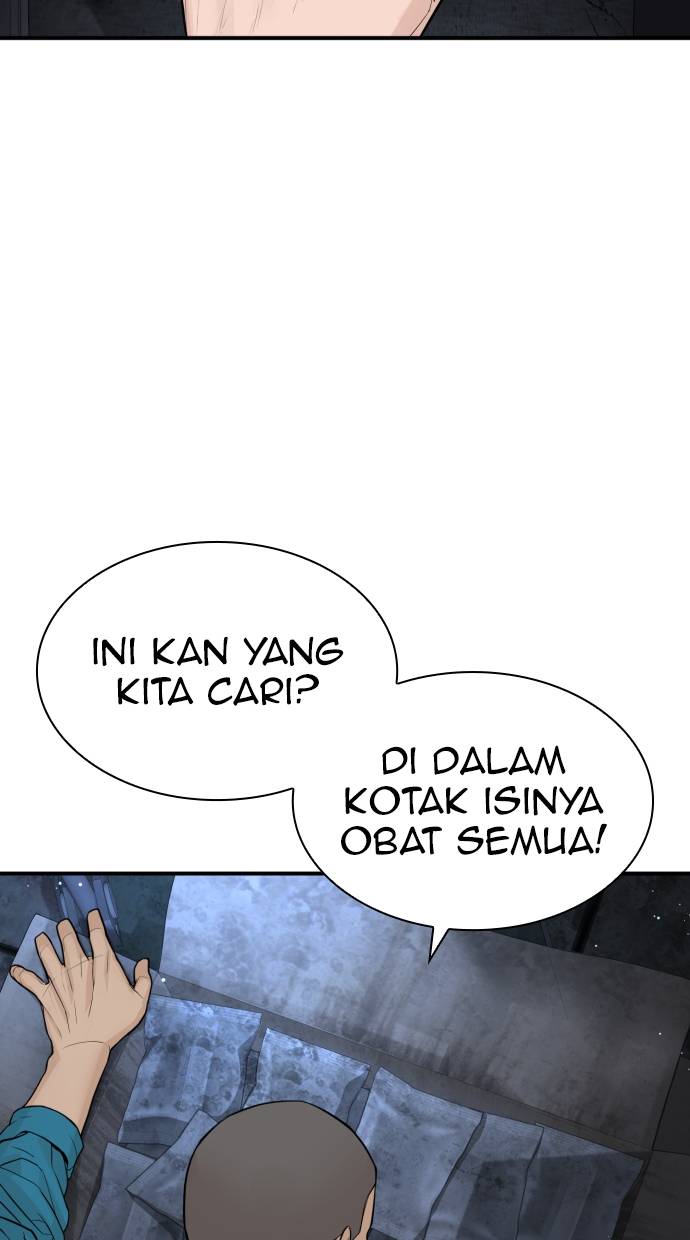 INI KAN YANG
KITA CARI?
DI DALAM
KOTAK ISINYA
OBAT SEMUA!